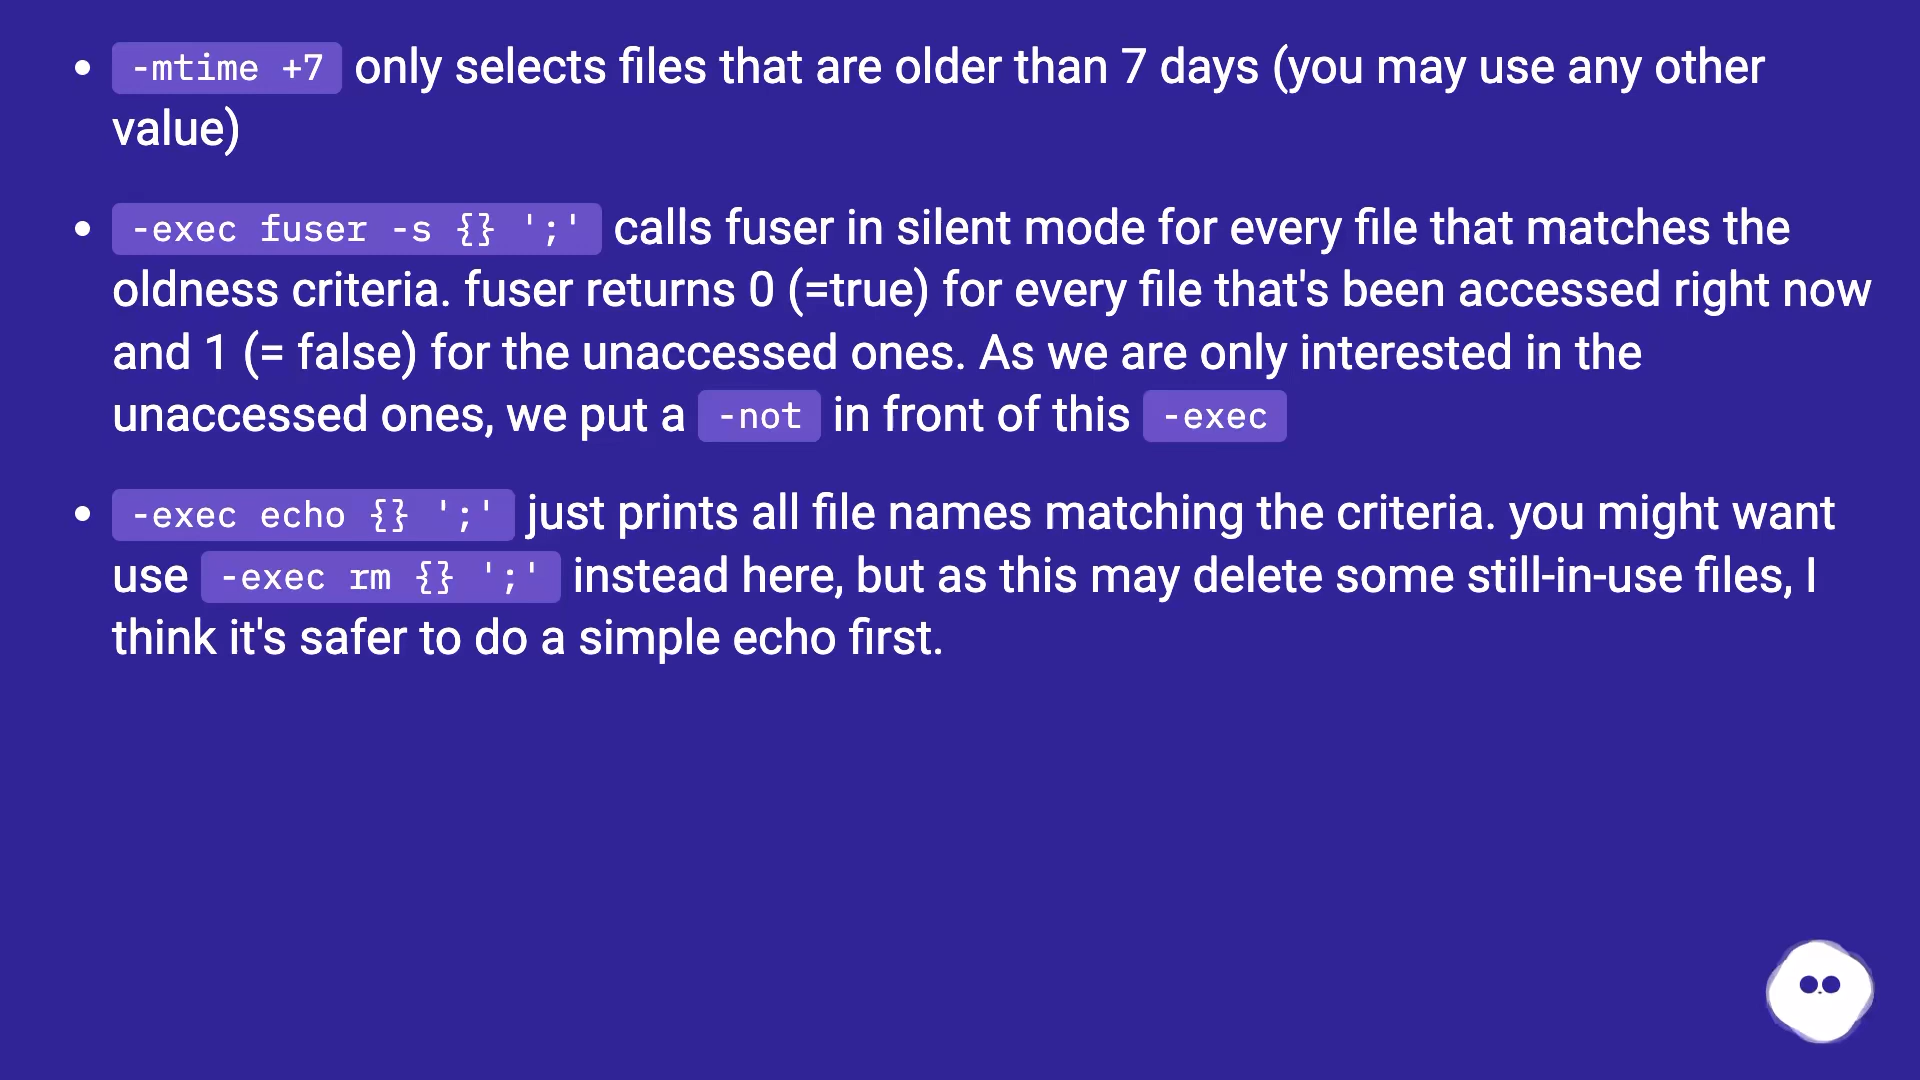 -mtime +7 only selects files that are older than 7 days (you may use any other
value)
-exec fuser -s {} ';' calls fuser in silent mode for every file that matches the
oldness criteria. fuser returns 0 (=true) for every file that's been accessed right now
and 1 (= false) for the unaccessed ones. As we are only interested in the
unaccessed ones, we put a -not in front of this -exec
-exec echo {} ';' just prints all file names matching the criteria. you might want
use -exec rm {} ';' instead here, but as this may delete some still-in-use files, I
think it's safer to do a simple echo first.